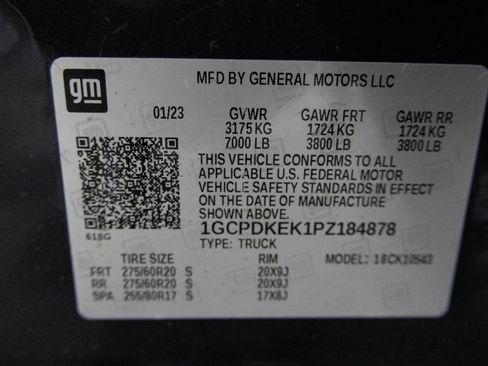 gm
MFD BY GENERAL MOTORS LLC
01/23 GVWR GAWR FRT GAWR RR
3175 KG 1724 KG 1724 KG
7000 LB 3800 LB 3800 LB
THIS VEHICLE CONFORMS TO ALL
APPLICABLE U.S. FEDERAL MOTOR
VEHICLE SAFETY STANDARDS IN EFFECT
ON THE DATE OF MANUFACTURE
SHOWN ABOVE.
618G
1GCPDKEK1PZ184878
TYPE: TRUCK
TIRE SIZE RIM MODEL: 18CK10543
FRT 275/60R20 S 20X9J
RR 275/60R20 S 20X9J
SPA 255/80R17 S 17X8J